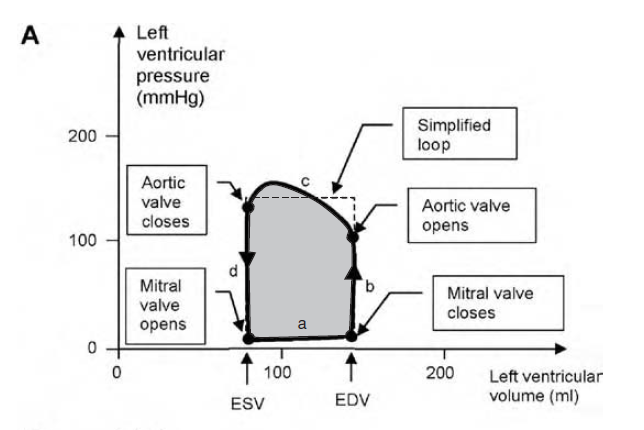 A
Left
ventricular
pressure
(mmHg)
200
Simplified
loop
Aortic
valve
closes
c
Aortic valve
opens
100
d
b
Mitral
valve
opens
a
Mitral valve
closes
0
0
100
200
ESV
EDV
Left ventricular
volume (ml)